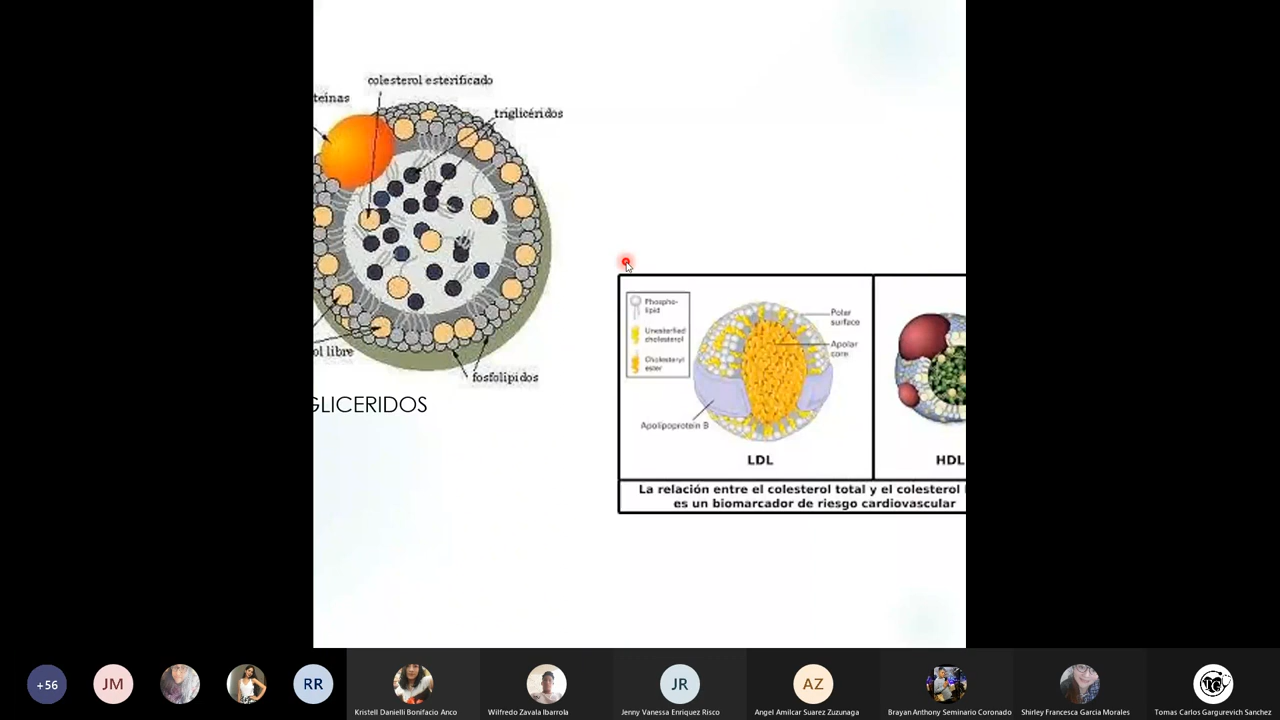 colesterol esterificado
teínas
triglicéridos
ol libre
fosfolípidos
GLICERIDOS
Phospho-
lipid
Unesterfied
cholesterol
Cholesteryl
ester
Polar
surface
Apolar
core
Apolipoprotein B
LDL
HDL
La relación entre el colesterol total y el colesterol
es un biomarcador de riesgo cardiovascular
+56
JM
RR
JR
AZ
Kristell Danielli Bonifacio Anco
Wilfredo Zavala Ibarrola
Jenny Vanessa Enriquez Risco
Angel Amilcar Suarez Zuzunaga
Brayan Anthony Seminario Coronado
Shirley Francesca Garcia Morales
Tomas Carlos Gargurevich Sanchez